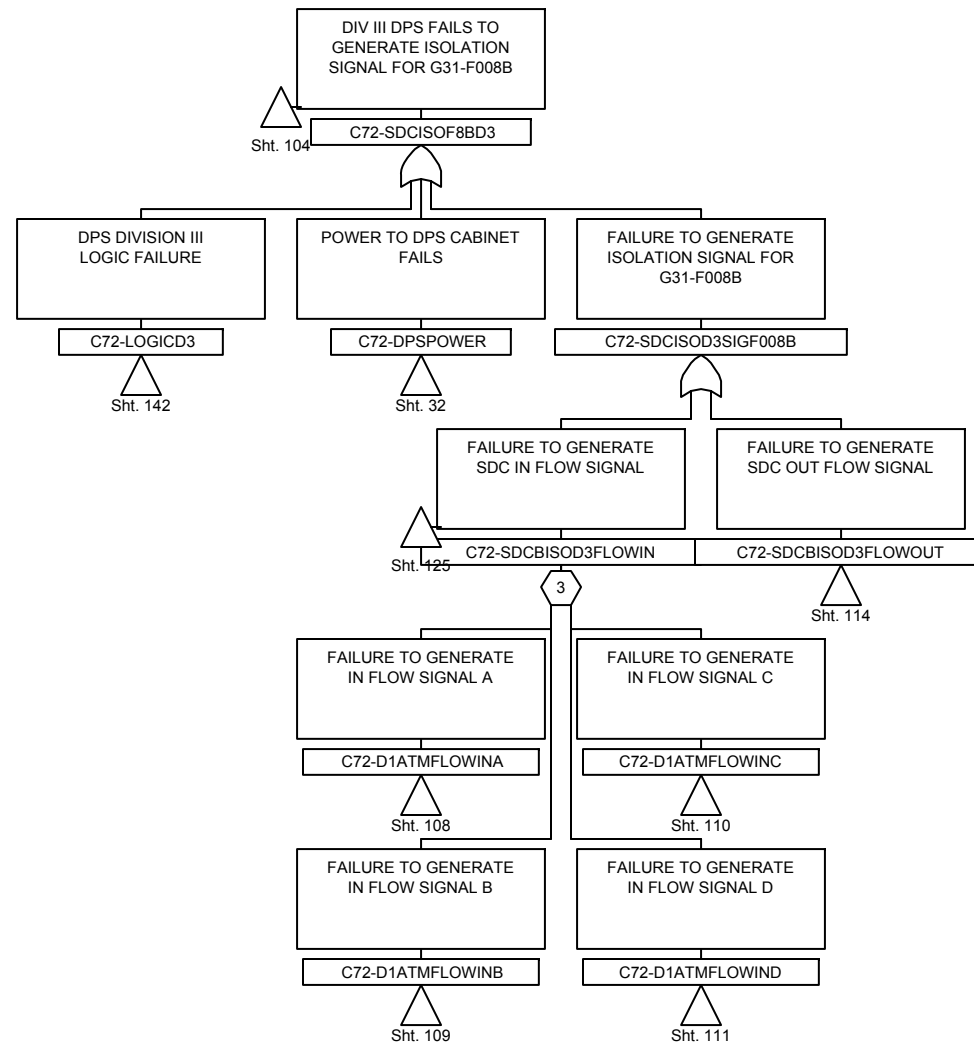 DIV III DPS FAILS TO
GENERATE ISOLATION
SIGNAL FOR G31-F008B
Sht. 104
C72-SDCISOF8BD3
DPS DIVISION III
LOGIC FAILURE
C72-LOGICD3
Sht. 142
POWER TO DPS CABINET
FAILS
C72-DPSPOWER
Sht. 32
FAILURE TO GENERATE
ISOLATION SIGNAL FOR
G31-F008B
C72-SDCISOD3SIGF008B
FAILURE TO GENERATE
SDC IN FLOW SIGNAL
Sht. 125
C72-SDCBISOD3FLOWIN
3
FAILURE TO GENERATE
SDC OUT FLOW SIGNAL
C72-SDCBISOD3FLOWOUT
Sht. 114
FAILURE TO GENERATE
IN FLOW SIGNAL A
C72-D1ATMFLOWINA
Sht. 108
FAILURE TO GENERATE
IN FLOW SIGNAL C
C72-D1ATMFLOWINC
Sht. 110
FAILURE TO GENERATE
IN FLOW SIGNAL B
C72-D1ATMFLOWINB
Sht. 109
FAILURE TO GENERATE
IN FLOW SIGNAL D
C72-D1ATMFLOWIND
Sht. 111